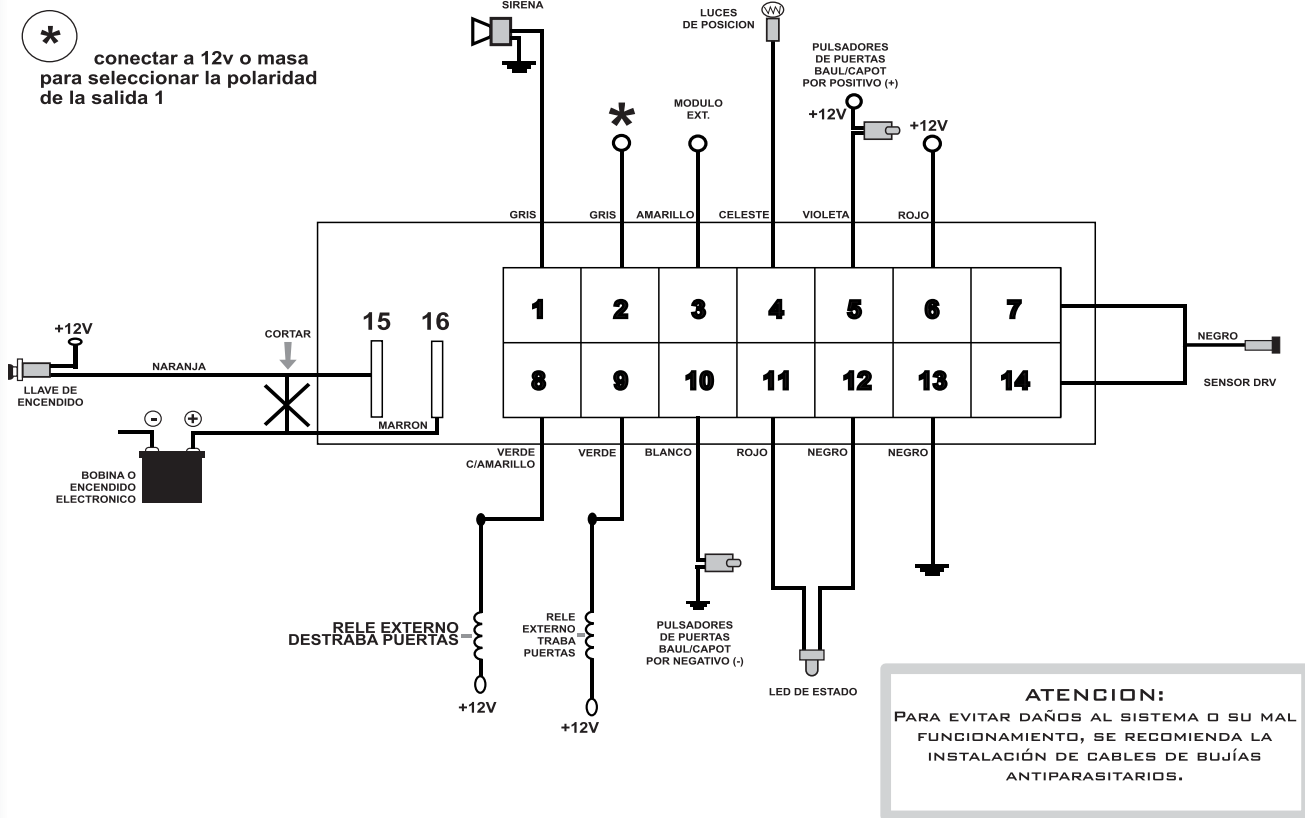 *
conectar a 12v o masa
para seleccionar la polaridad
de la salida 1
SIRENA
LUCES
DE POSICION
PULSADORES
DE PUERTAS
BAUL/CAPOT
POR POSITIVO (+)
*
MODULO
EXT.
+12V
+12V
GRIS
GRIS
AMARILLO
CELESTE
VIOLETA
ROJO
1
2
3
4
5
6
7
8
9
10
11
12
13
14
15
16
+12V
CORTAR
NARANJA
LLAVE DE
ENCENDIDO
-
+
MARRON
BOBINA O
ENCENDIDO
ELECTRONICO
NEGRO
SENSOR DRV
VERDE
C/AMARILLO
VERDE
BLANCO
ROJO
NEGRO
NEGRO
RELE EXTERNO
DESTRABA PUERTAS
+12V
RELE
EXTERNO
TRABA
PUERTAS
+12V
PULSADORES
DE PUERTAS
BAUL/CAPOT
POR NEGATIVO (-)
LED DE ESTADO
ATENCION:
PARA EVITAR DAÑOS AL SISTEMA O SU MAL
FUNCIONAMIENTO, SE RECOMIENDA LA
INSTALACIÓN DE CABLES DE BUJÍAS
ANTIPARASITARIOS.